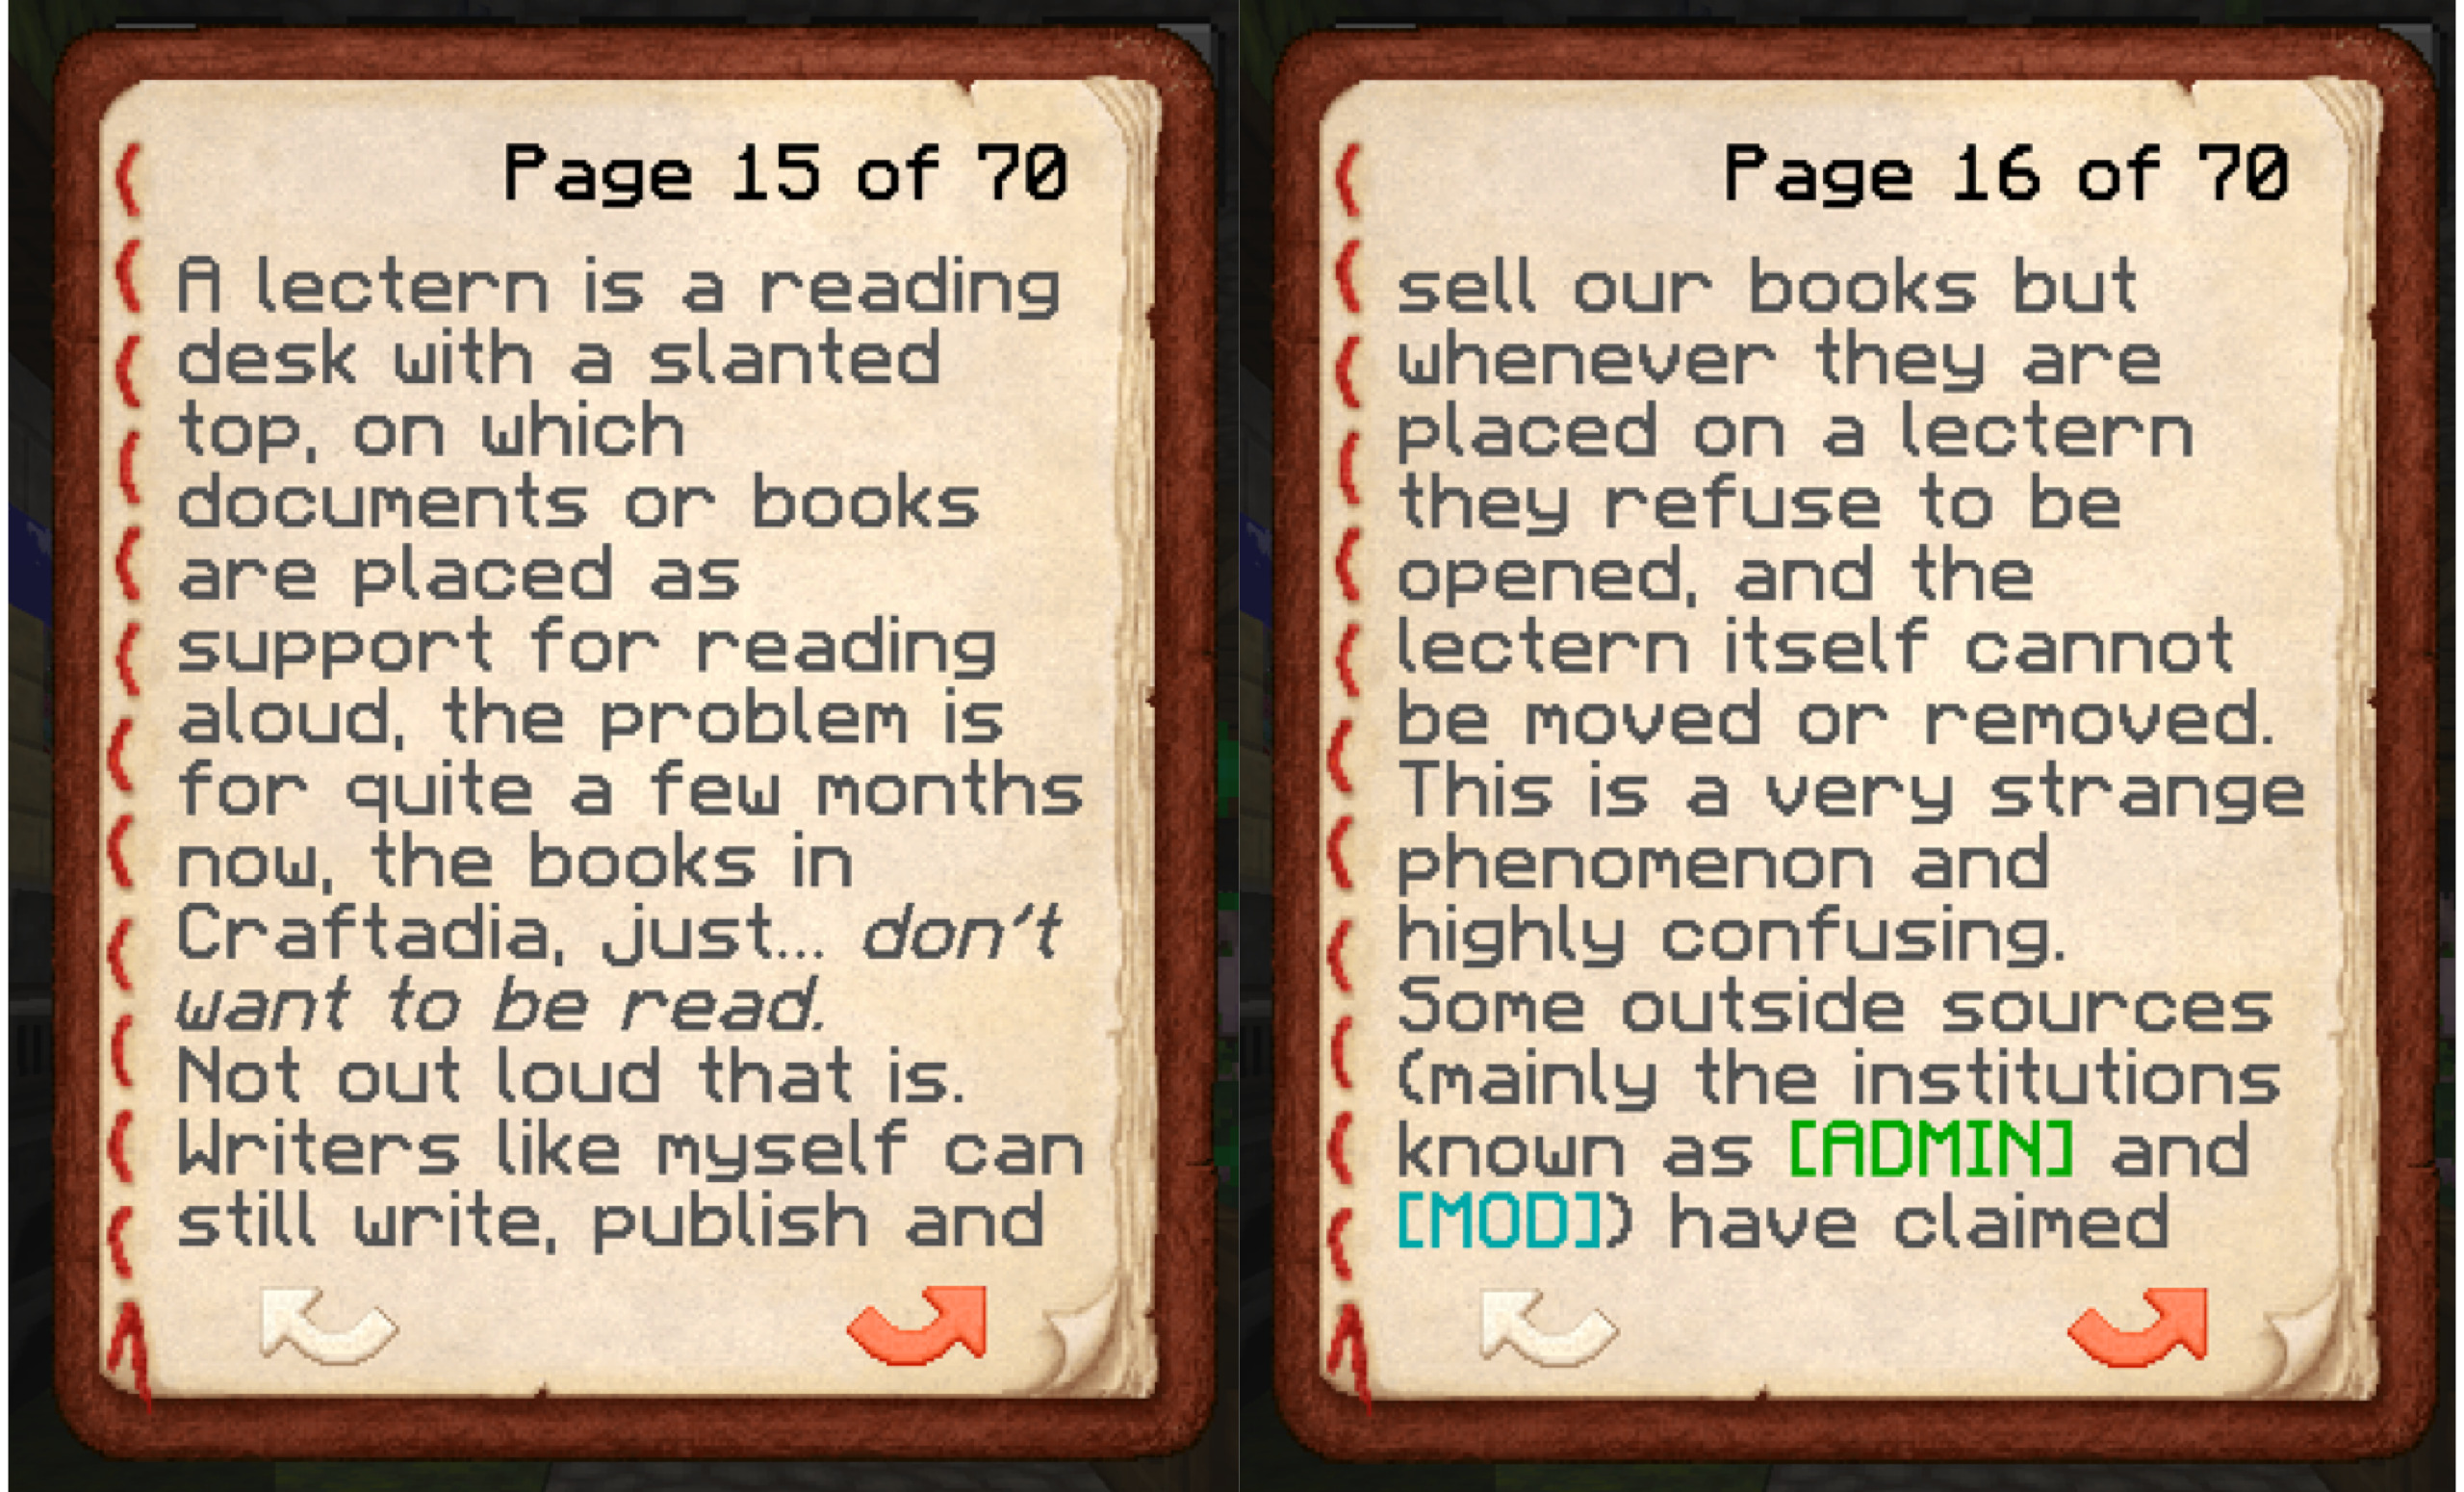 Page 15 of 70
A lectern is a reading
desk with a slanted
top, on which
documents or books
are placed as
support for reading
aloud, the problem is
for quite a few months
now, the books in
Craftadia, just... don't
want to be read.
Not out loud that is.
Writers like myself can
still write, publish and
Page 16 of 70
sell our books but
whenever they are
placed on a lectern
they refuse to be
opened, and the
lectern itself cannot
be moved or removed.
This is a very strange
phenomenon and
highly confusing.
Some outside sources
(mainly the institutions
known as [ADMIN] and
[MOD]) have claimed